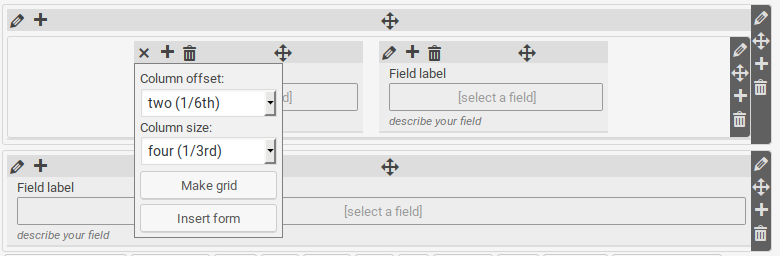 Column offset:
two (1/6th)
Column size:
four (1/3rd)
Make grid
Insert form
Field label
[select a field]
describe your field
Field label
[select a field]
describe your field